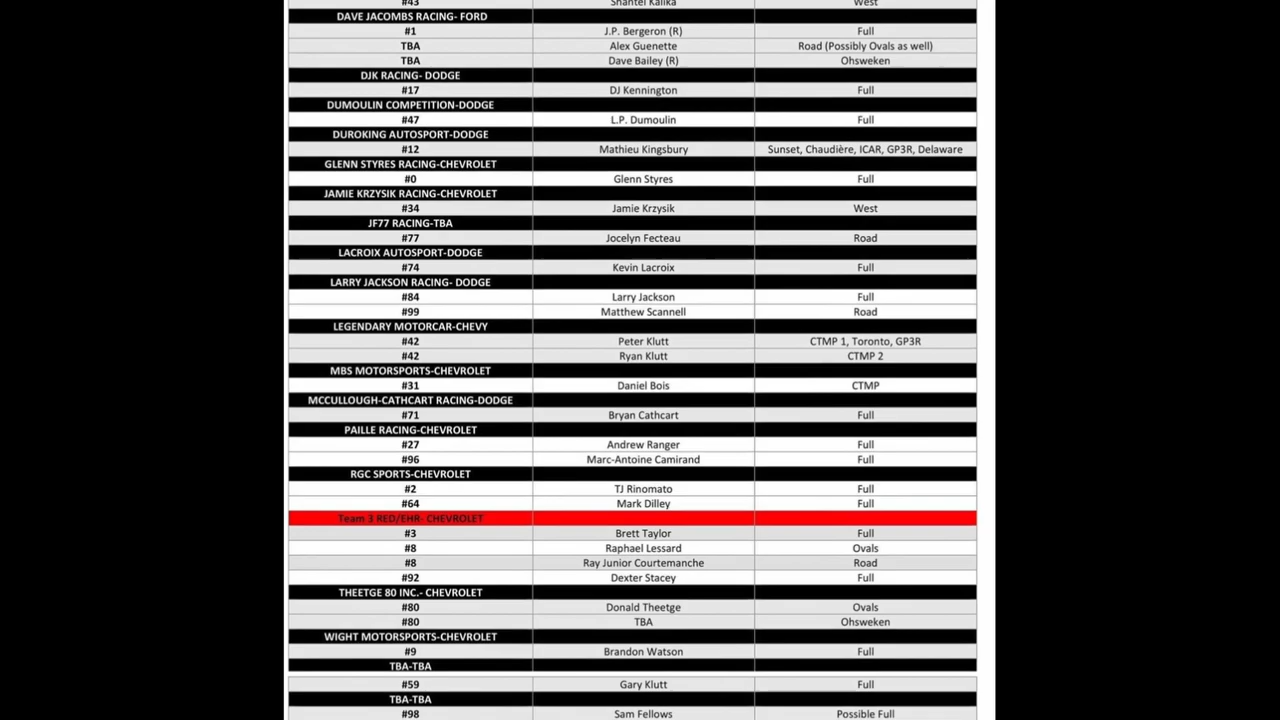 #43 Shantel Kalika West
DAVE JACOMBS RACING- FORD
#1 J.P. Bergeron (R) Full
TBA Alex Guenette Road (Possibly Ovals as well)
TBA Dave Bailey (R) Ohsweken
DJK RACING- DODGE
#17 DJ Kennington Full
DUMOULIN COMPETITION-DODGE
#47 L.P. Dumoulin Full
DUROKING AUTOSPORT-DODGE
#12 Mathieu Kingsbury Sunset, Chaudière, ICAR, GP3R, Delaware
GLENN STYRES RACING-CHEVROLET
#0 Glenn Styres Full
JAMIE KRZYSIK RACING-CHEVROLET
#34 Jamie Krzysik West
JF77 RACING-TBA
#77 Jocelyn Fecteau Road
LACROIX AUTOSPORT-DODGE
#74 Kevin Lacroix Full
LARRY JACKSON RACING- DODGE
#84 Larry Jackson Full
#99 Matthew Scannell Road
LEGENDARY MOTORCAR-CHEVY
#42 Peter Klutt CTMP 1, Toronto, GP3R
#42 Ryan Klutt CTMP 2
MBS MOTORSPORTS-CHEVROLET
#31 Daniel Bois CTMP
MCCULLOUGH-CATHCART RACING-DODGE
#71 Bryan Cathcart Full
PAILLE RACING-CHEVROLET
#27 Andrew Ranger Full
#96 Marc-Antoine Camirand Full
RGC SPORTS-CHEVROLET
#2 TJ Rinomato Full
#64 Mark Dilley Full
Team 3 RED/EHR- CHEVROLET
#3 Brett Taylor Full
#8 Raphael Lessard Ovals
#8 Ray Junior Courtemanche Road
#92 Dexter Stacey Full
THEETGE 80 INC.- CHEVROLET
#80 Donald Theetge Ovals
#80 TBA Ohsweken
WIGHT MOTORSPORTS-CHEVROLET
#9 Brandon Watson Full
TBA-TBA
#59 Gary Klutt Full
TBA-TBA
#98 Sam Fellows Possible Full